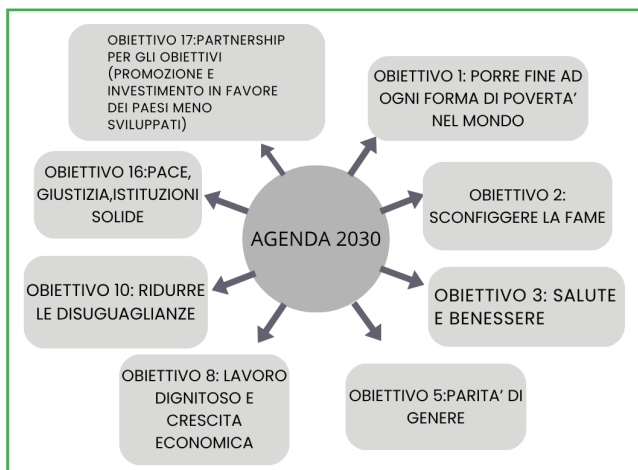 OBIETTIVO 17:PARTNERSHIP
PER GLI OBIETTIVI
(PROMOZIONE E
INVESTIMENTO IN FAVORE
DEI PAESI MENO
SVILUPPATI)
OBIETTIVO 1: PORRE FINE AD
OGNI FORMA DI POVERTA'
NEL MONDO
OBIETTIVO 16:PACE,
GIUSTIZIA,ISTITUZIONI
SOLIDE
OBIETTIVO 2:
SCONFIGGERE LA FAME
AGENDA 2030
OBIETTIVO 10: RIDURRE
LE DISUGUAGLIANZE
OBIETTIVO 3: SALUTE
E BENESSERE
OBIETTIVO 8: LAVORO
DIGNITOSO E
CRESCITA
ECONOMICA
OBIETTIVO 5:PARITA' DI
GENERE